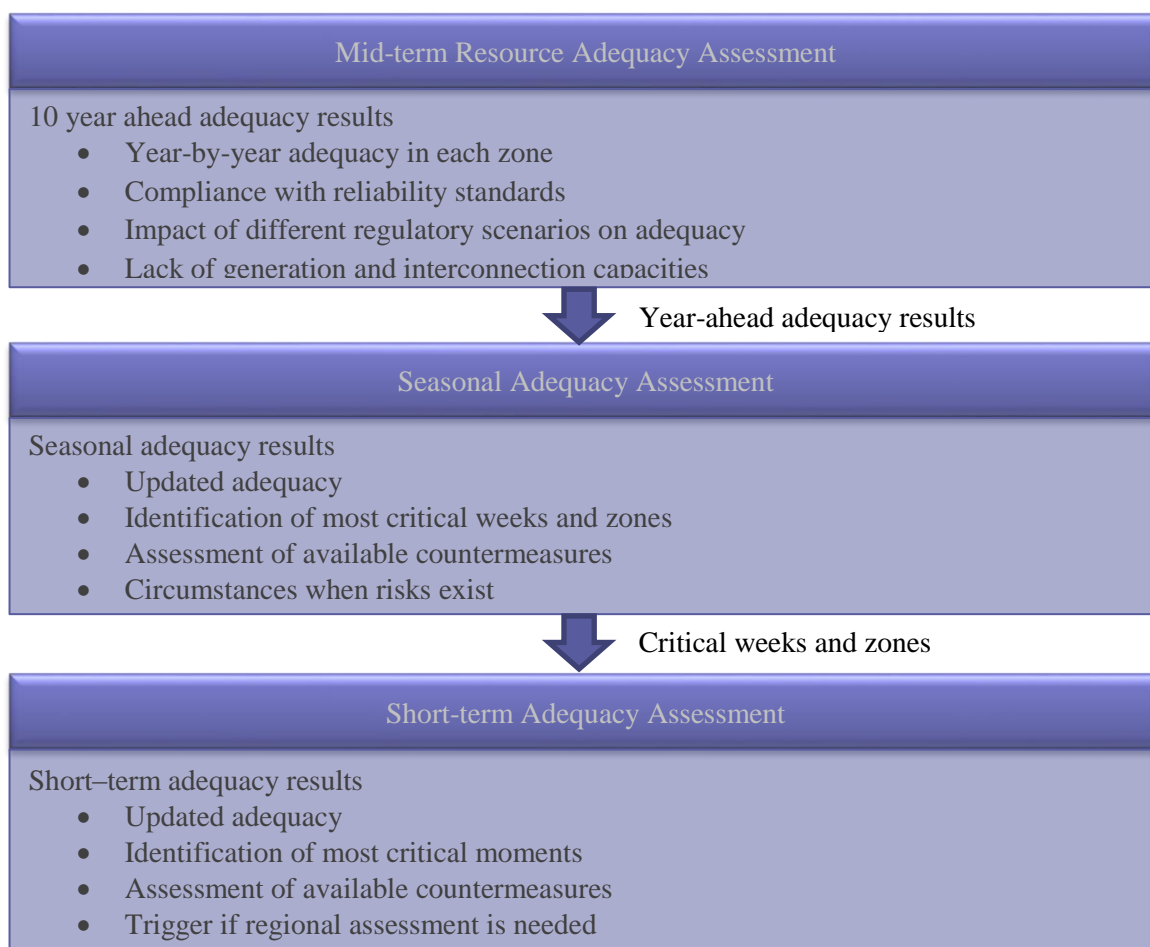 Mid-term Resource Adequacy Assessment
10 year ahead adequacy results
• Year-by-year adequacy in each zone
• Compliance with reliability standards
• Impact of different regulatory scenarios on adequacy
• Lack of generation and interconnection capacities
Year-ahead adequacy results
Seasonal Adequacy Assessment
Seasonal adequacy results
• Updated adequacy
• Identification of most critical weeks and zones
• Assessment of available countermeasures
• Circumstances when risks exist
Critical weeks and zones
Short-term Adequacy Assessment
Short–term adequacy results
• Updated adequacy
• Identification of most critical moments
• Assessment of available countermeasures
• Trigger if regional assessment is needed